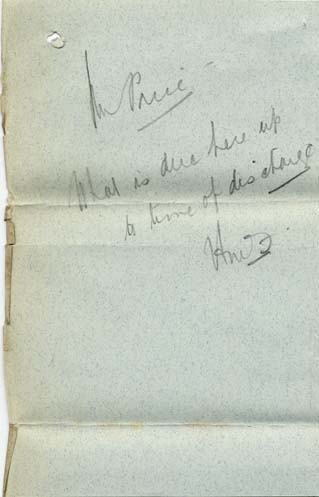 Mr Price
What is due here up
to time of discharge